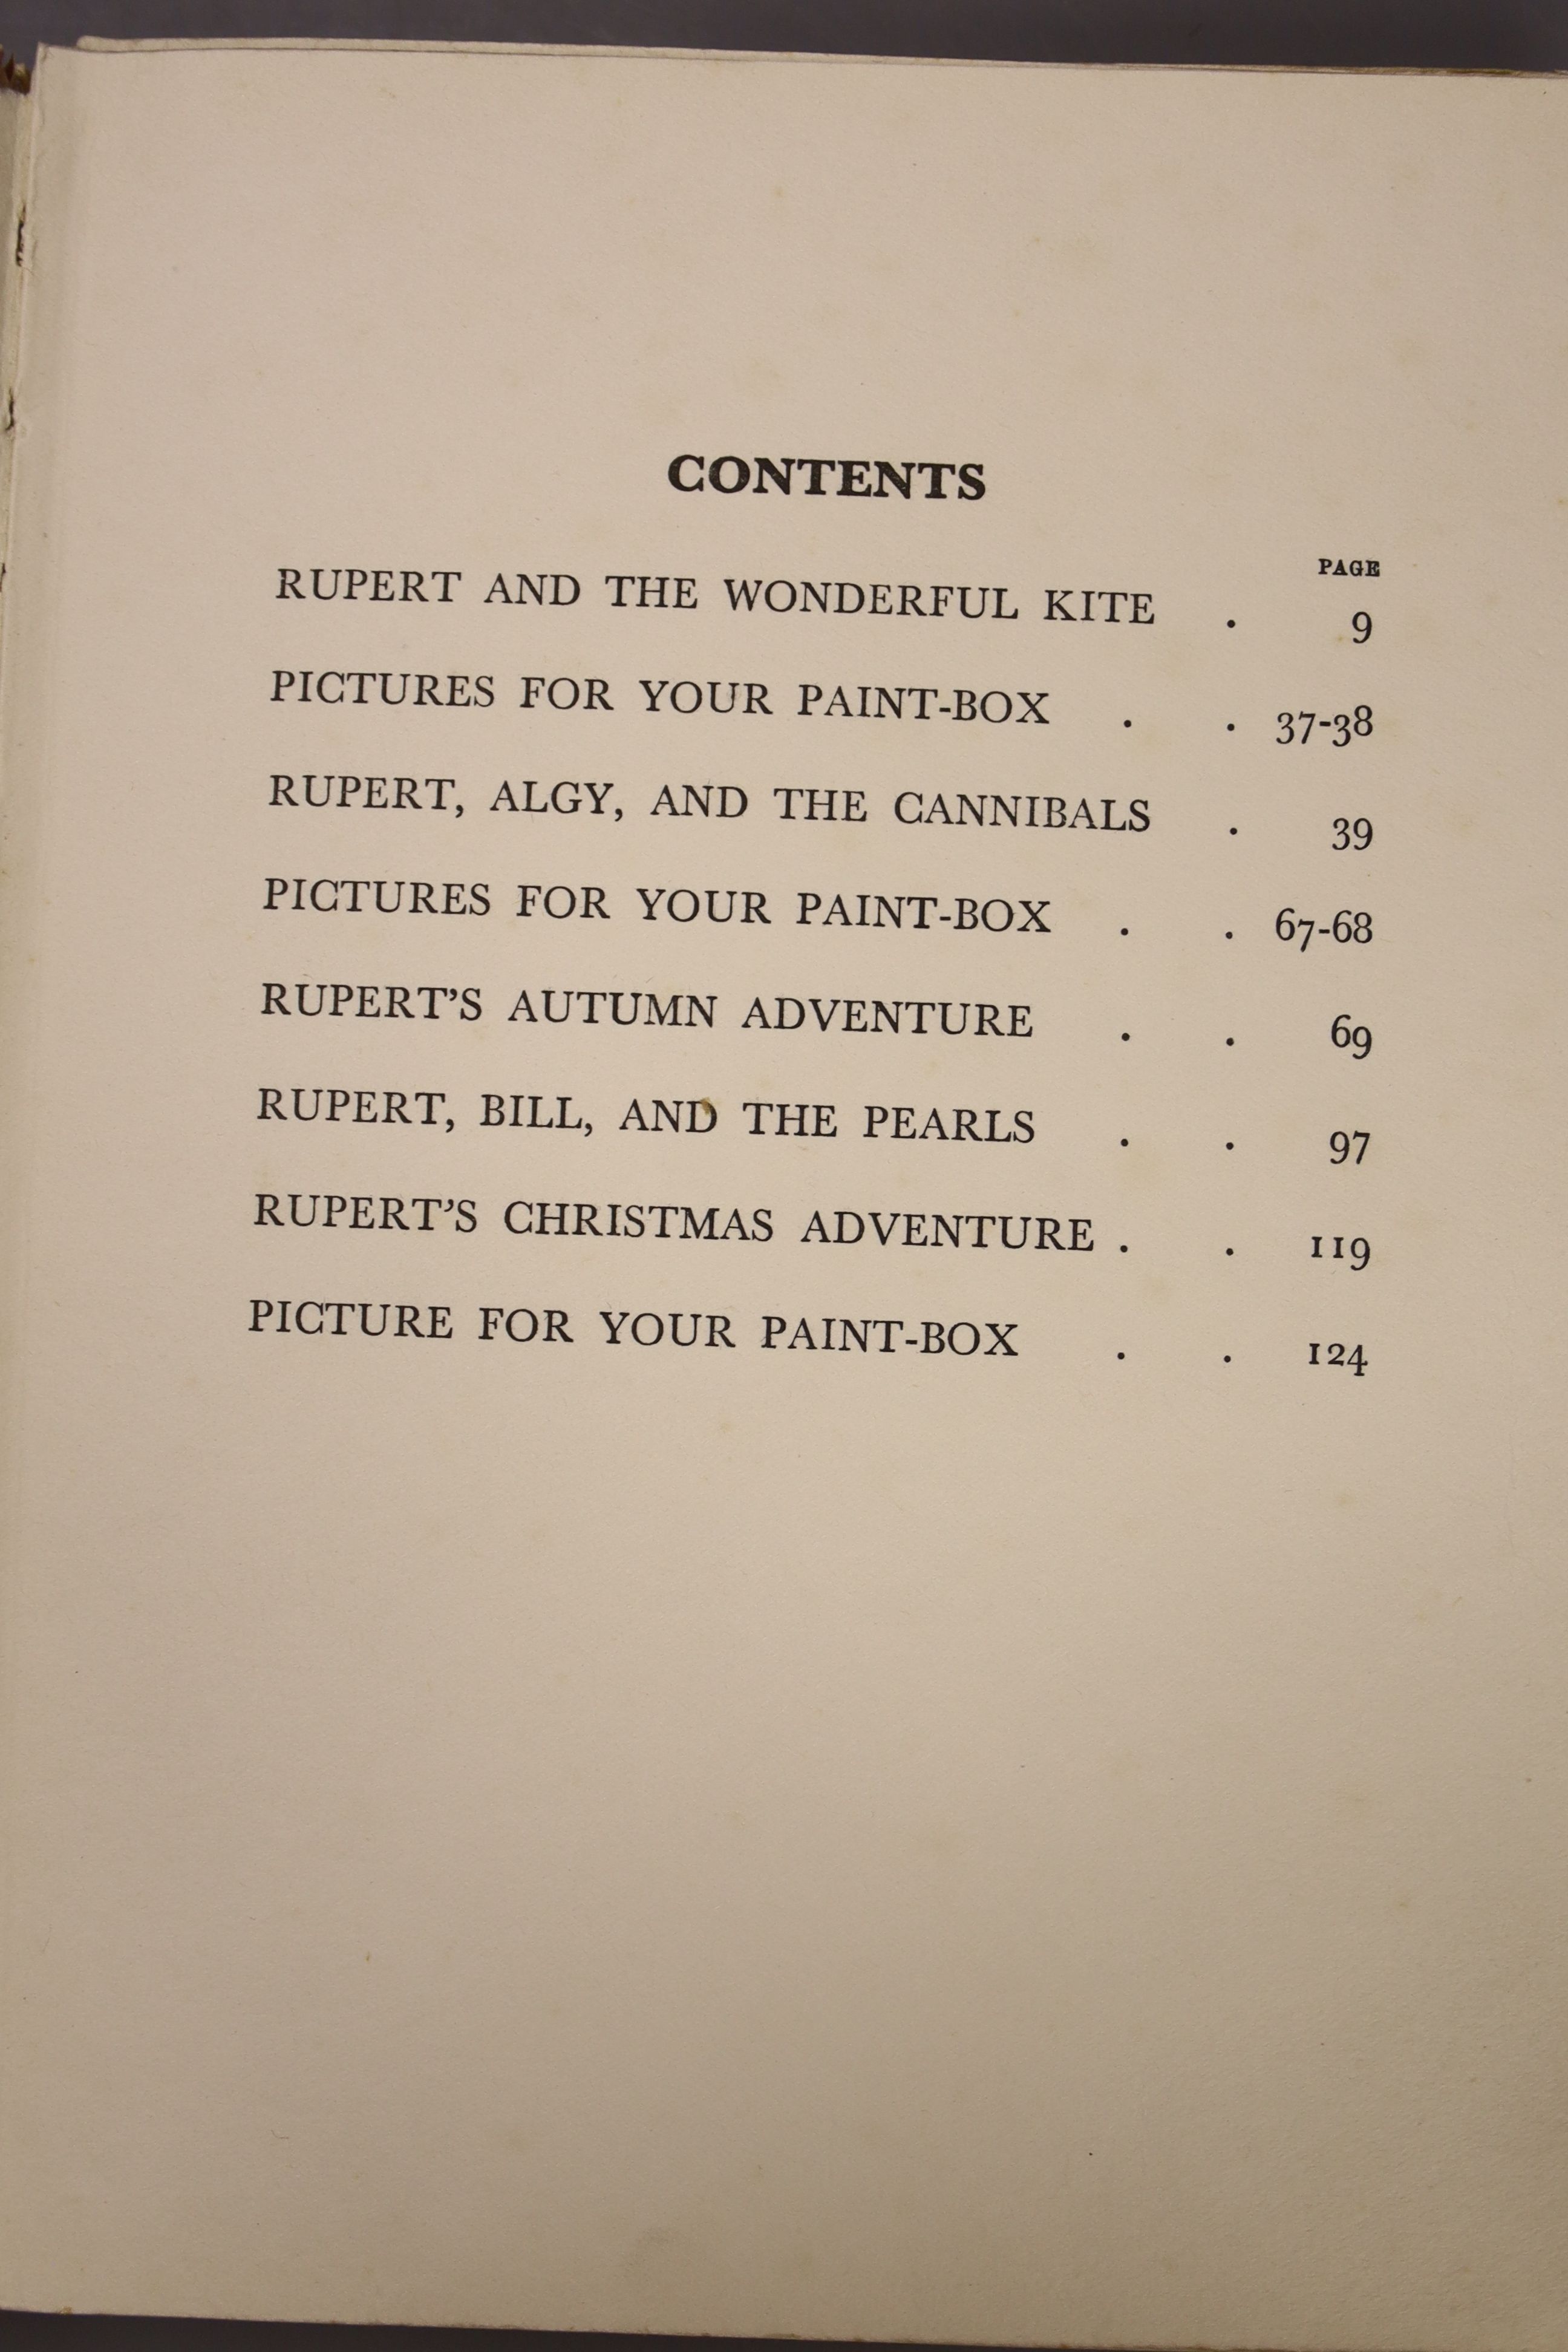 CONTENTS
PAGE
RUPERT AND THE WONDERFUL KITE . 9
PICTURES FOR YOUR PAINT-BOX . . 37-38
RUPERT, ALGY, AND THE CANNIBALS . 39
PICTURES FOR YOUR PAINT-BOX . . 67-68
RUPERT’S AUTUMN ADVENTURE . . 69
RUPERT, BILL, AND THE PEARLS . . 97
RUPERT’S CHRISTMAS ADVENTURE . . 119
PICTURE FOR YOUR PAINT-BOX . . 124